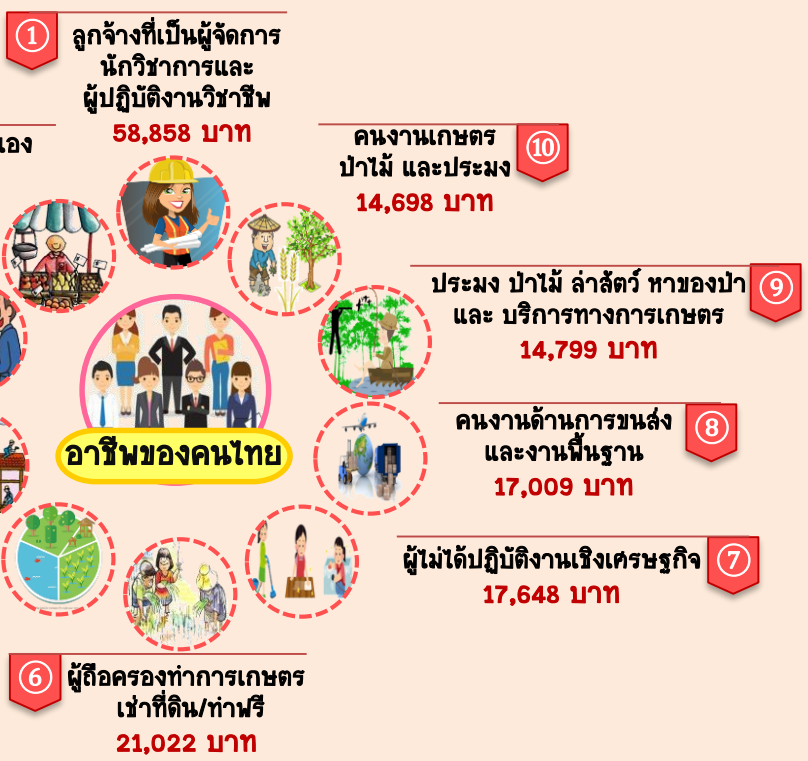 ①
ลูกจ้างที่เป็นผู้จัดการ
นักวิชาการและ
ผู้ปฏิบัติงานวิชาชีพ
58,858 บาท
⑩
คนงานเกษตร
ป่าไม้ และประมง
14,698 บาท
⑨
ประมง ป่าไม้ ล่าสัตว์ หาของป่า
และ บริการทางการเกษตร
14,799 บาท
⑧
คนงานด้านการขนส่ง
และงานพื้นฐาน
17,009 บาท
⑦
ผู้ไม่ได้ปฏิบัติงานเชิงเศรษฐกิจ
17,648 บาท
⑥
ผู้ถือครองทำการเกษตร
เช่าที่ดิน/ทำฟรี
21,022 บาท
อาชีพของคนไทย